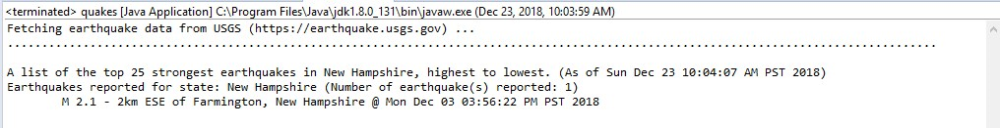 <terminated> quakes [Java Application] C:\Program Files\Java\jdk1.8.0_131\bin\javaw.exe (Dec 23, 2018, 10:03:59 AM)
Fetching earthquake data from USGS (https://earthquake.usgs.gov) ...
.............................................................................................................................................
A list of the top 25 strongest earthquakes in New Hampshire, highest to lowest. (As of Sun Dec 23 10:04:07 AM PST 2018)
Earthquakes reported for state: New Hampshire (Number of earthquake(s) reported: 1)
M 2.1 - 2km ESE of Farmington, New Hampshire @ Mon Dec 03 03:56:22 PM PST 2018